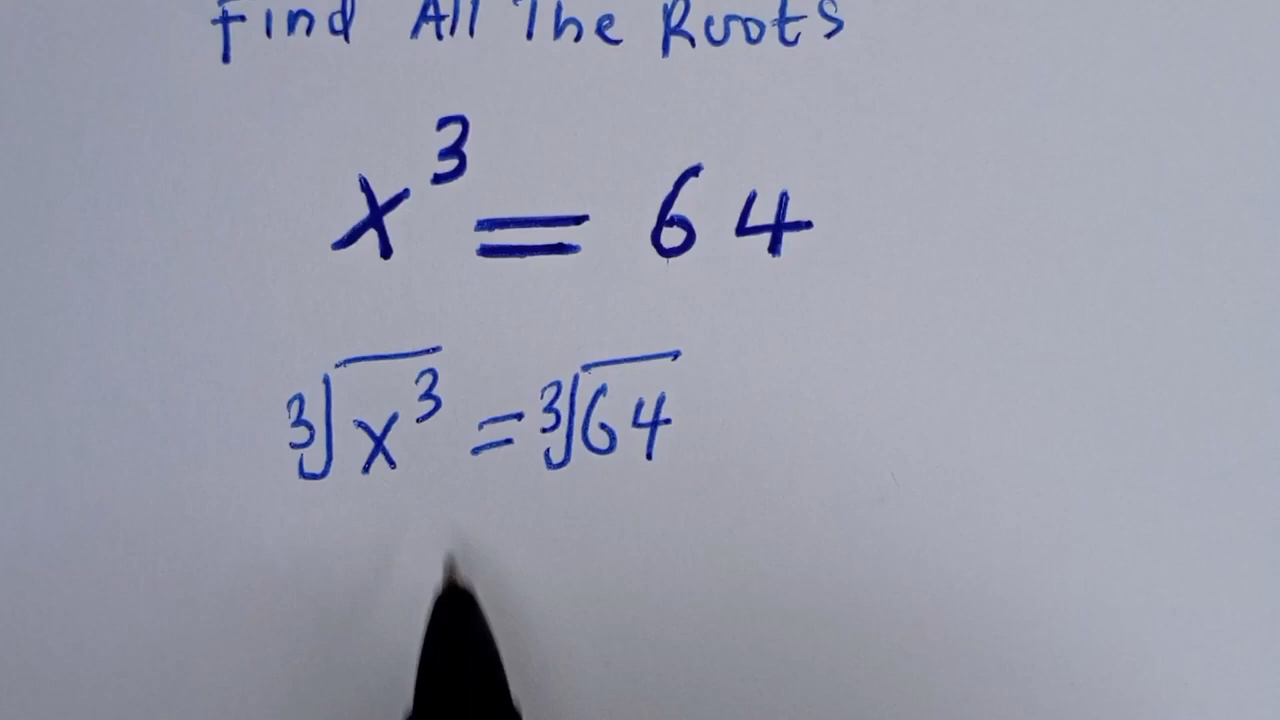 Find All The Roots
x³ = 64
∛x³ = ∛64